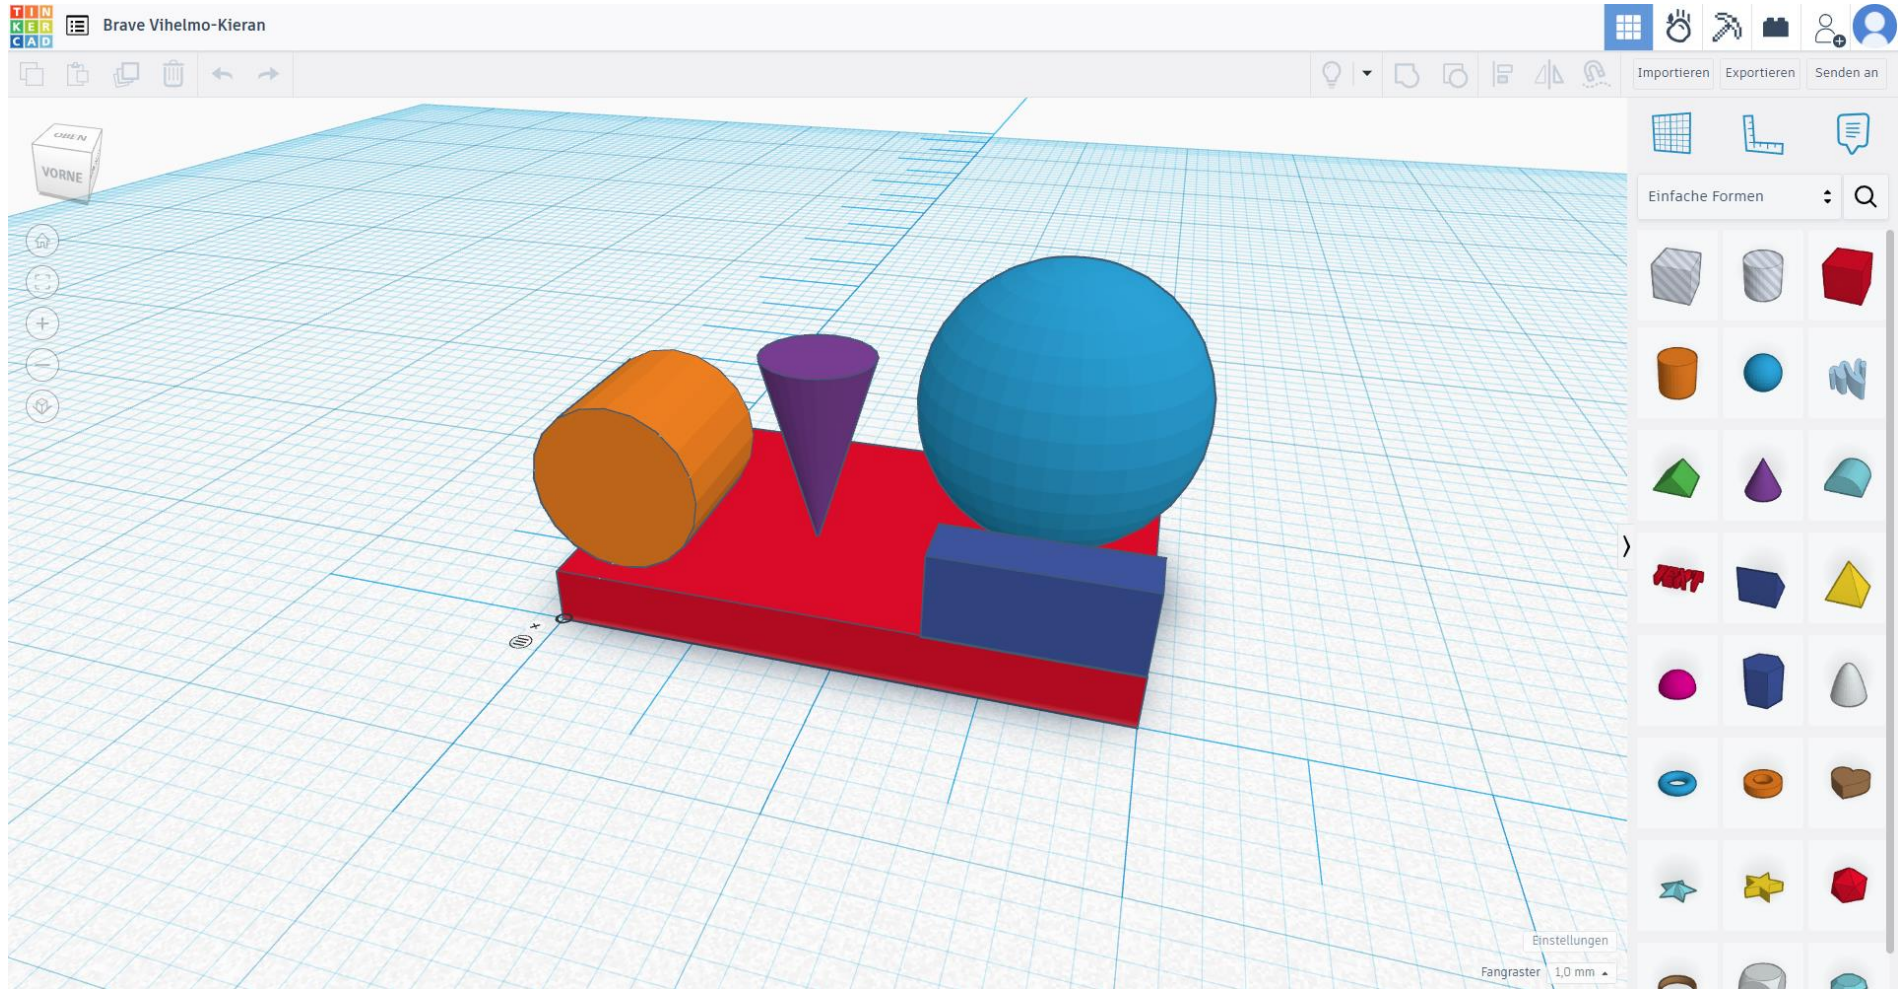 TIN
KER
CAD
Brave Vihelmo-Kieran
Importieren
Exportieren
Senden an
OBEN
VORNE
Einfache Formen
TEXT
Einstellungen
Fangraster
1,0 mm